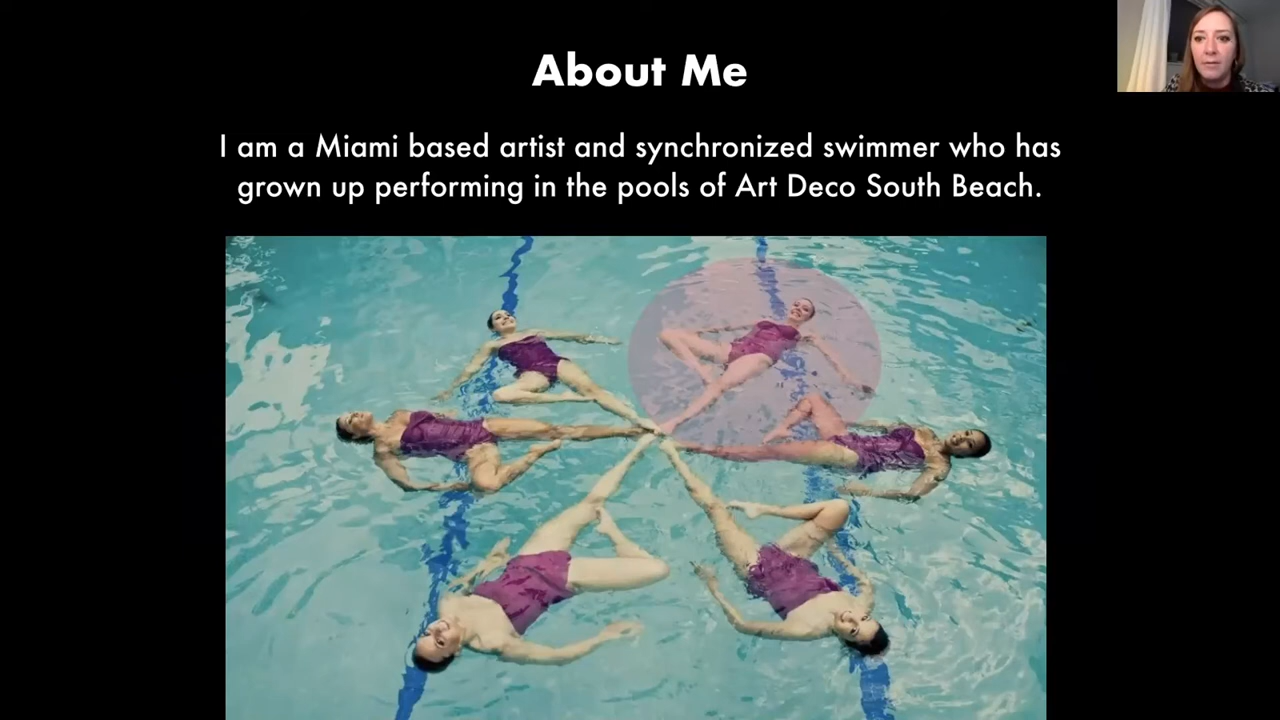 About Me
I am a Miami based artist and synchronized swimmer who has
grown up performing in the pools of Art Deco South Beach.